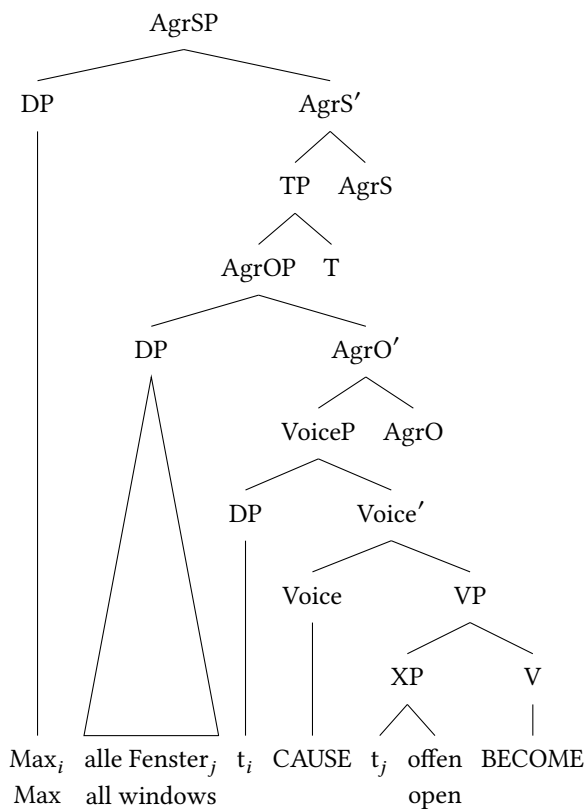 AgrSP
DP AgrS′
TP AgrS
AgrOP T
DP AgrO′
VoiceP AgrO
DP Voice′
Voice VP
XP V
Maxᵢ alle Fensterⱼ tᵢ CAUSE tⱼ offen BECOME
Max all windows open